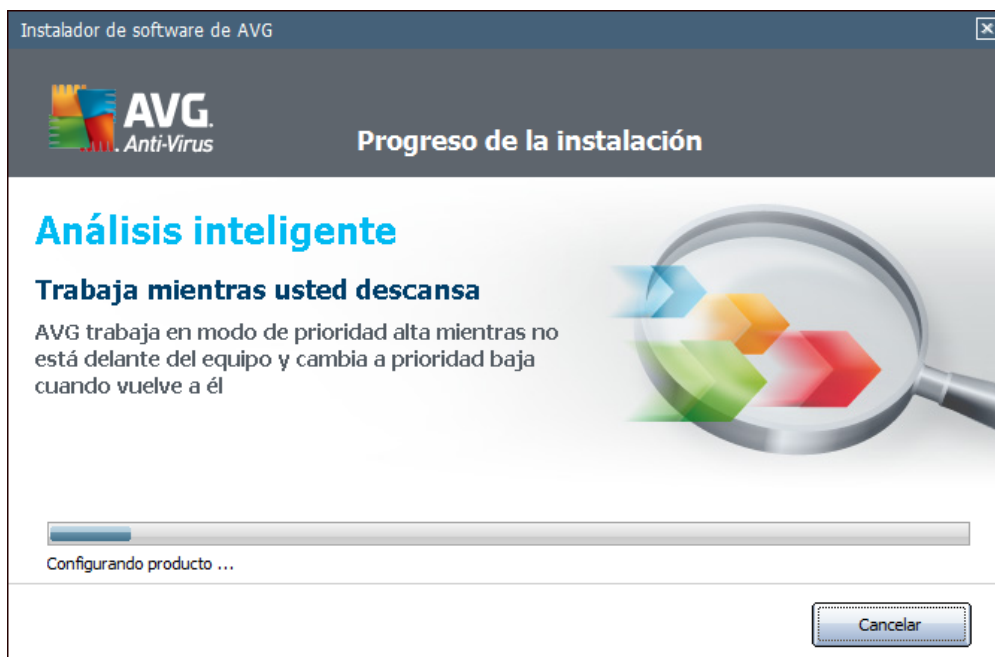 Instalador de software de AVG
AVG.
Anti-Virus
Progreso de la instalación
Análisis inteligente
Trabaja mientras usted descansa
AVG trabaja en modo de prioridad alta mientras no
está delante del equipo y cambia a prioridad baja
cuando vuelve a él
Configurando producto ...
Cancelar